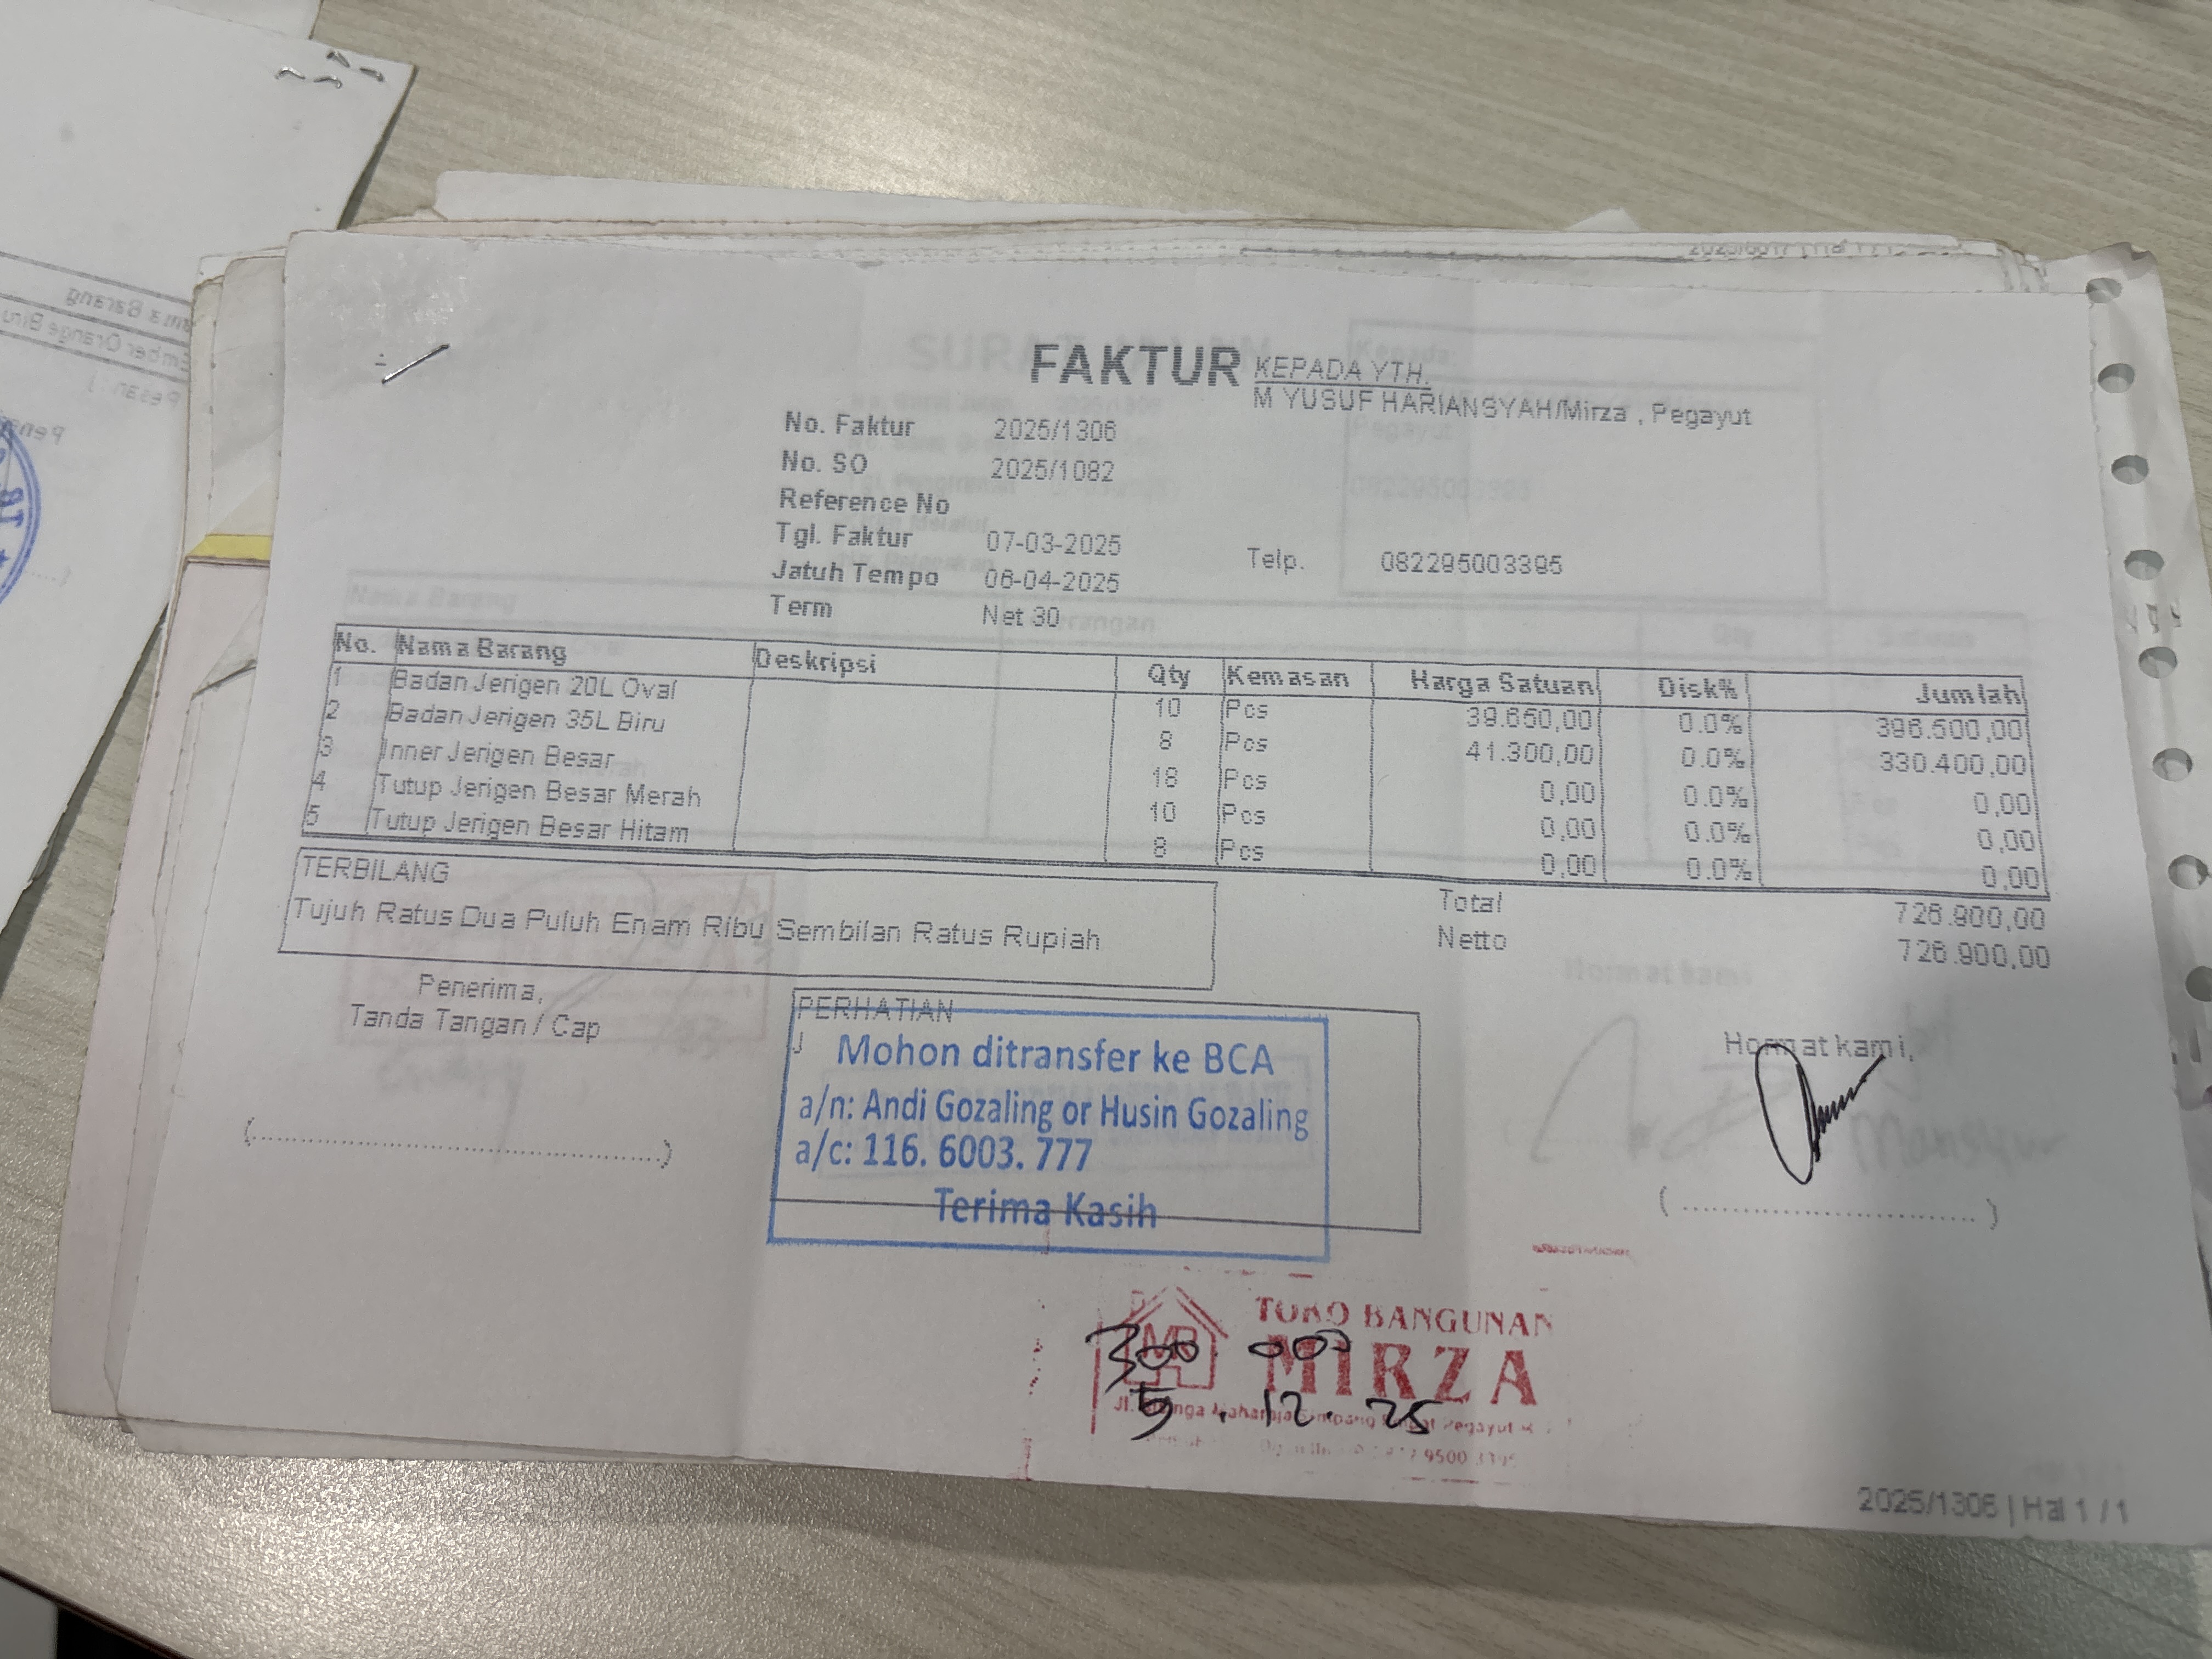 FAKTUR
KEPADA YTH.
M YUSUF HARIANSYAH/Mirza , Pegayut
No. Faktur 2025/1306
No. SO 2025/1082
Reference No
Tgl. Faktur 07-03-2025
Telp. 082295003395
Jatuh Tempo 06-04-2025
Term Net 30
No. Nama Barang Deskripsi Qty Kemasan Harga Satuan Disk% Jumlah
1 Badan Jerigen 20L Oval 10 Pcs 39.650,00 0.0% 396.500,00
2 Badan Jerigen 35L Biru 8 Pcs 41.300,00 0.0% 330.400,00
3 Inner Jerigen Besar 18 Pcs 0,00 0.0% 0,00
4 Tutup Jerigen Besar Merah 10 Pcs 0,00 0.0% 0,00
5 Tutup Jerigen Besar Hitam 8 Pcs 0,00 0.0% 0,00
TERBILANG
Tujuh Ratus Dua Puluh Enam Ribu Sembilan Ratus Rupiah
Total 726.900,00
Netto 726.900,00
Penerima,
Tanda Tangan / Cap
PERHATIAN
Mohon ditransfer ke BCA
a/n: Andi Gozaling or Husin Gozaling
a/c: 116. 6003. 777
Terima Kasih
Hormat kami,
TOKO BANGUNAN
MIRZA
300 000
5 . 12 . 25
Pegayut
9500
2025/1306 | Hal 1 / 1